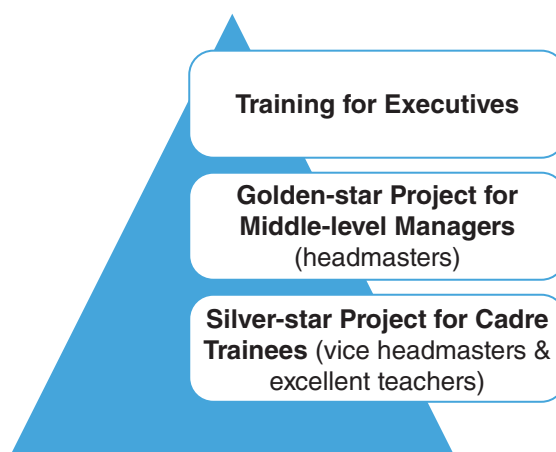 Training for Executives
Golden-star Project for
Middle-level Managers
(headmasters)
Silver-star Project for Cadre
Trainees (vice headmasters &
excellent teachers)